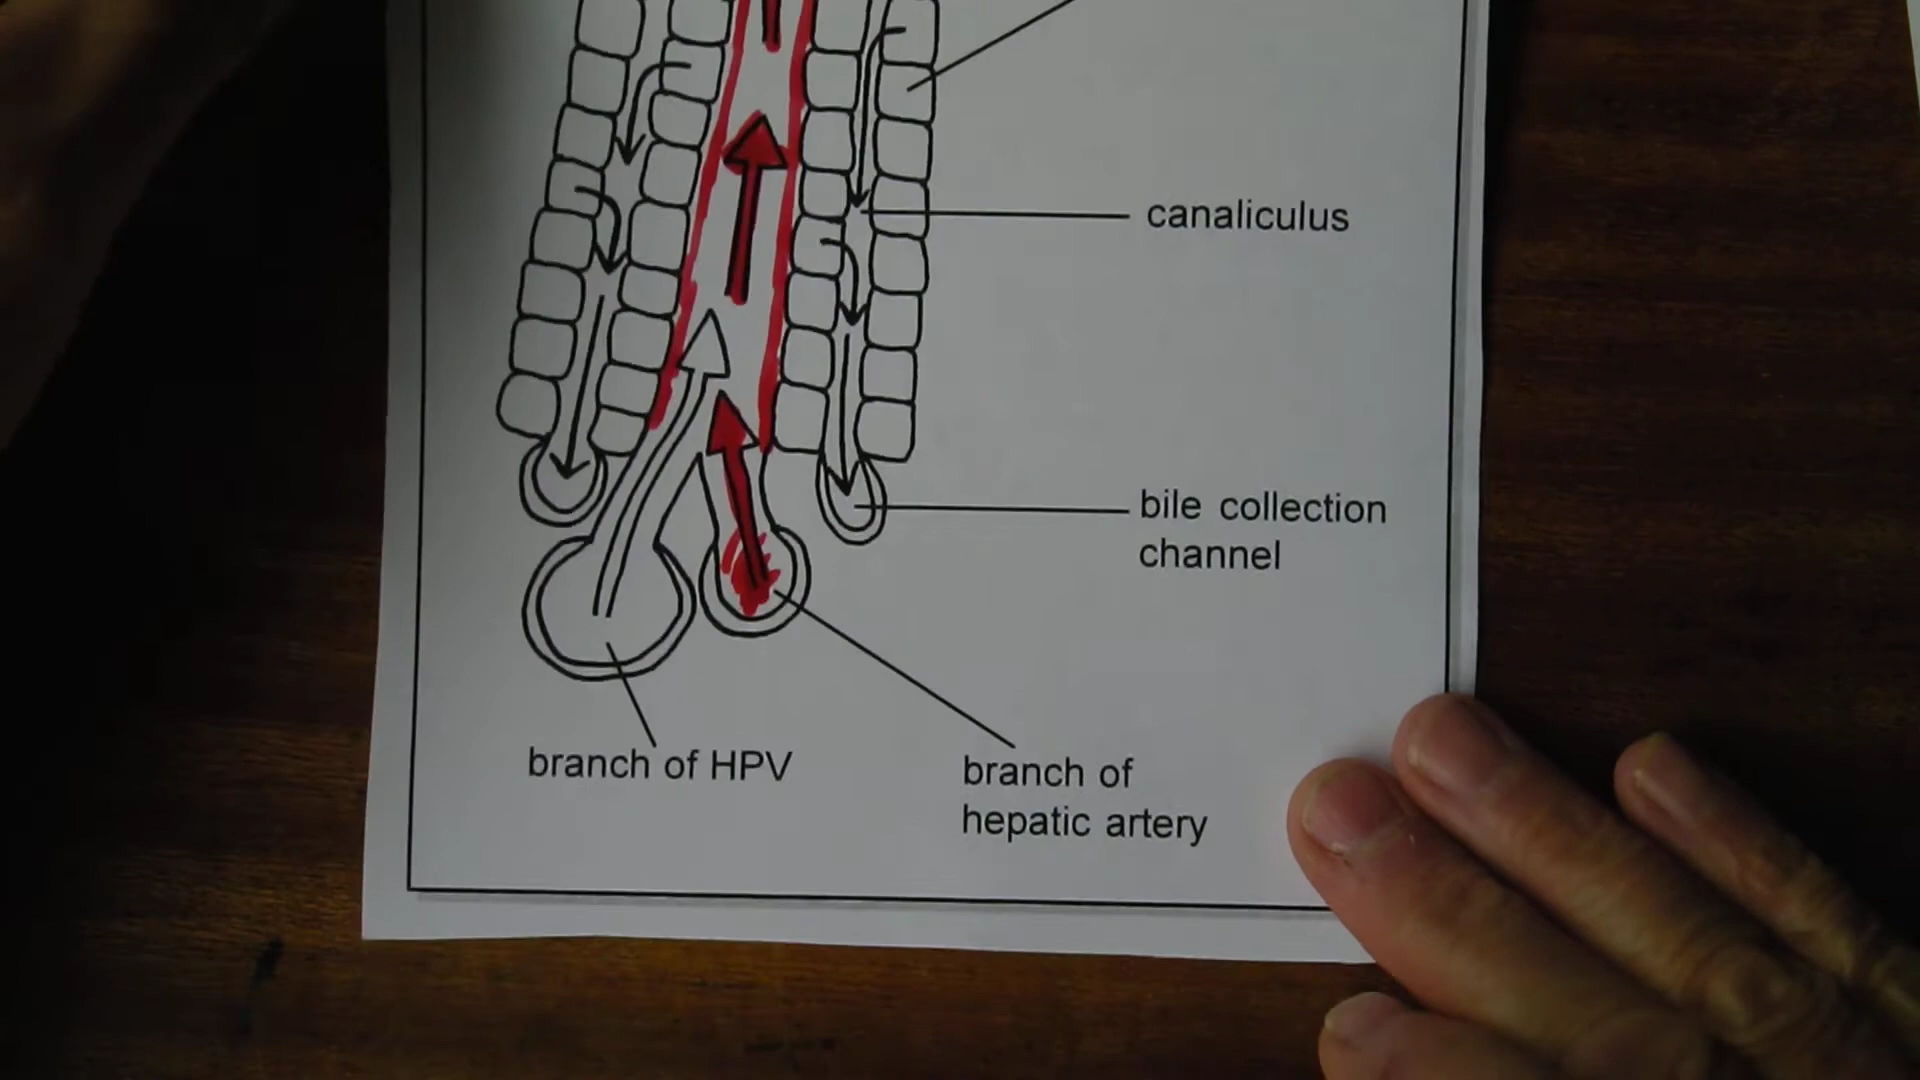 canaliculus
bile collection
channel
branch of HPV
branch of
hepatic artery